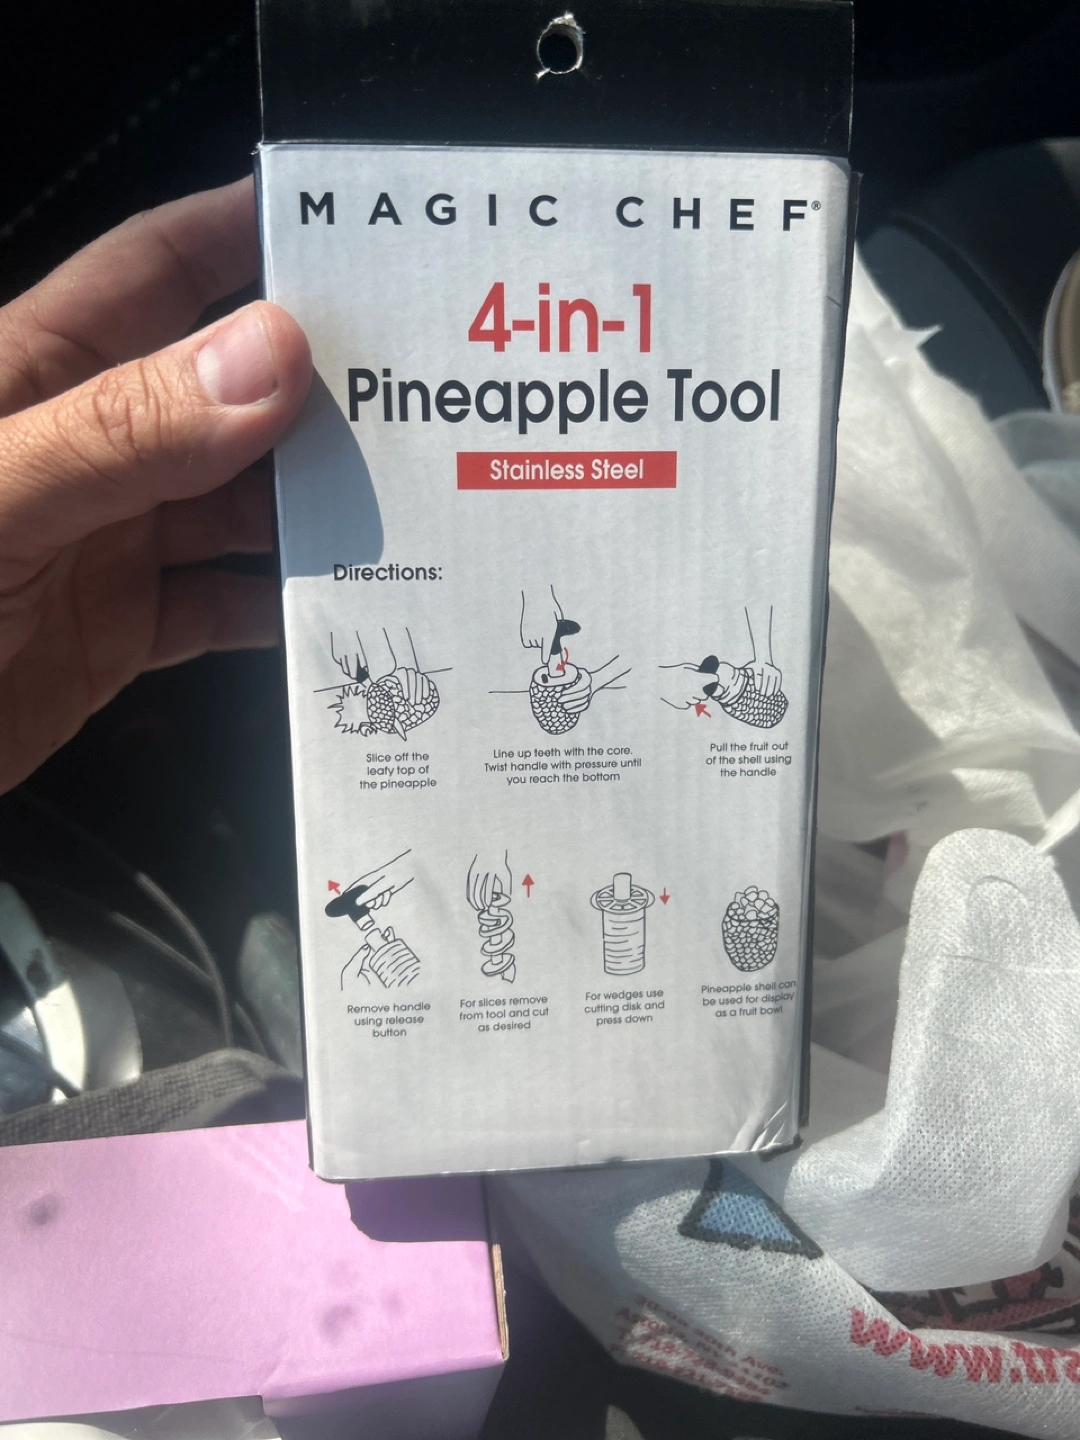 MAGIC CHEF®
4-in-1
Pineapple Tool
Stainless Steel
Directions:
Slice off the
leafy top of
the pineapple
Line up teeth with the core.
Twist handle with pressure until
you reach the bottom
Pull the fruit out
of the shell using
the handle
Remove handle
using release
button
For slices remove
from tool and cut
as desired
For wedges use
cutting disk and
press down
Pineapple shell can
be used for display
as a fruit bowl
Ave.
www.tra